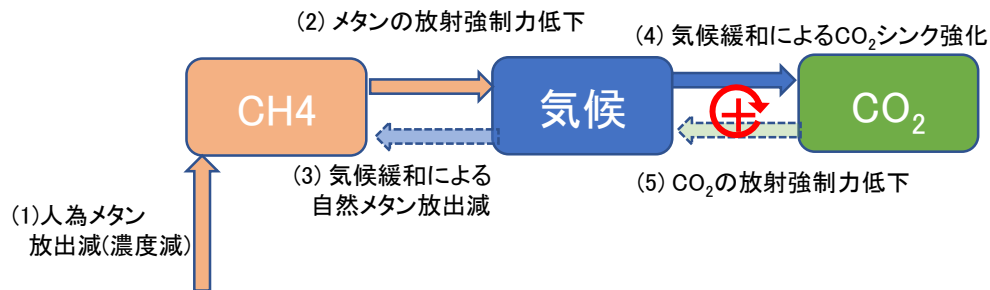 (2) メタンの放射強制力低下
(4) 気候緩和によるCO₂シンク強化
CH4
気候
CO₂
(3) 気候緩和による
自然メタン放出減
(5) CO₂の放射強制力低下
(1)人為メタン
放出減(濃度減)